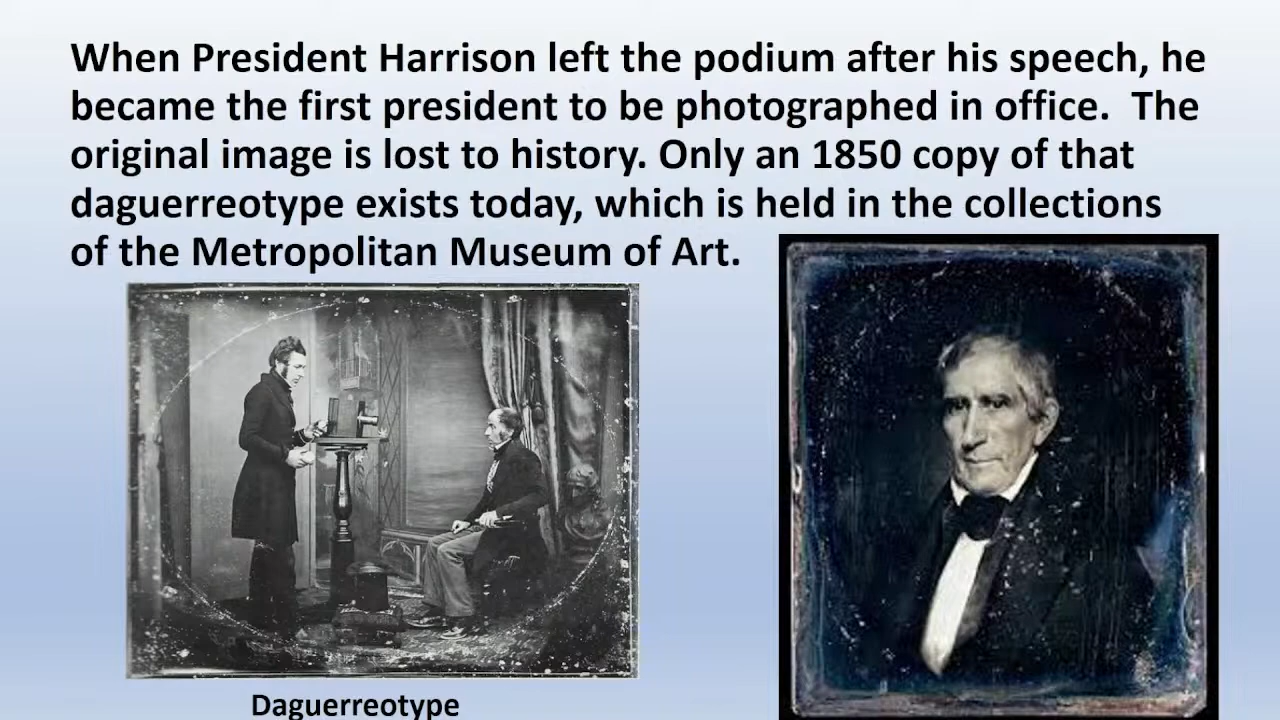 When President Harrison left the podium after his speech, he
became the first president to be photographed in office.  The
original image is lost to history. Only an 1850 copy of that
daguerreotype exists today, which is held in the collections
of the Metropolitan Museum of Art.
Daguerreotype